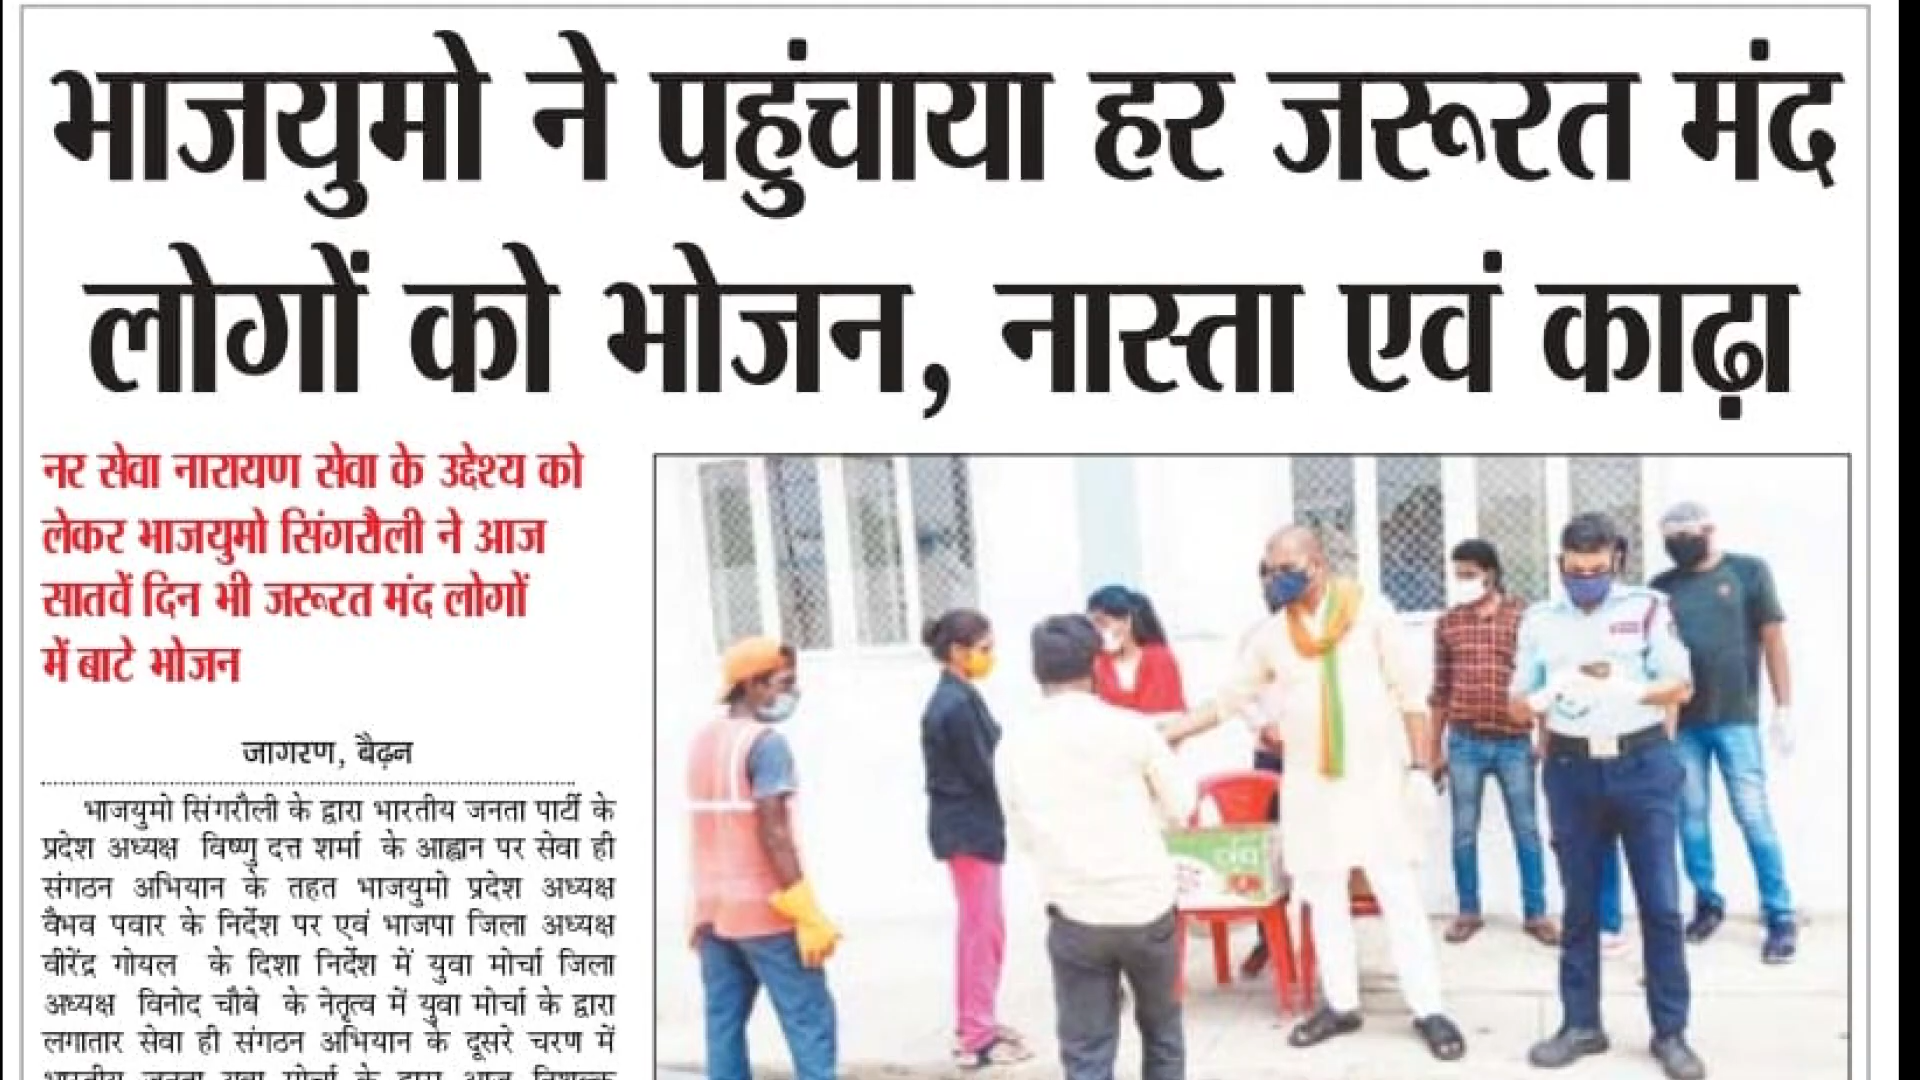 भाजयुमो ने पहुंचाया हर जरूरत मंद
लोगों को भोजन, नास्ता एवं काढ़ा
नर सेवा नारायण सेवा के उद्देश्य को
लेकर भाजयुमो सिंगरौली ने आज
सातवें दिन भी जरूरत मंद लोगों
में बाटे भोजन
जागरण, बैढ़न
भाजयुमो सिंगरौली के द्वारा भारतीय जनता पार्टी के
प्रदेश अध्यक्ष विष्णु दत्त शर्मा के आह्वान पर सेवा ही
संगठन अभियान के तहत भाजयुमो प्रदेश अध्यक्ष
वैभव पवार के निर्देश पर एवं भाजपा जिला अध्यक्ष
वीरेंद्र गोयल के दिशा निर्देश में युवा मोर्चा जिला
अध्यक्ष विनोद चौबे के नेतृत्व में युवा मोर्चा के द्वारा
लगातार सेवा ही संगठन अभियान के दूसरे चरण में